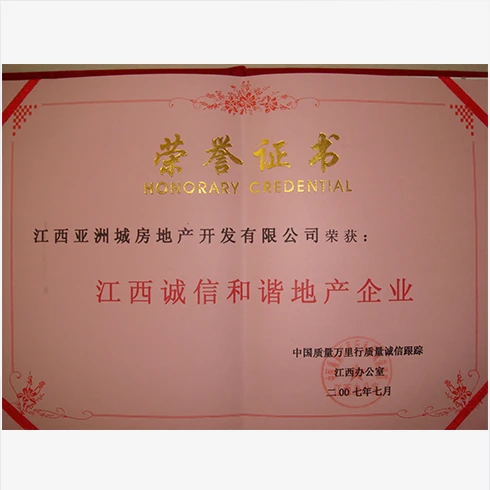 荣誉证书
HONORARY CREDENTIAL
江西亚洲城房地产开发有限公司荣获：
江西诚信和谐地产企业
中国质量万里行质量诚信跟踪
江西办公室
二00七年七月